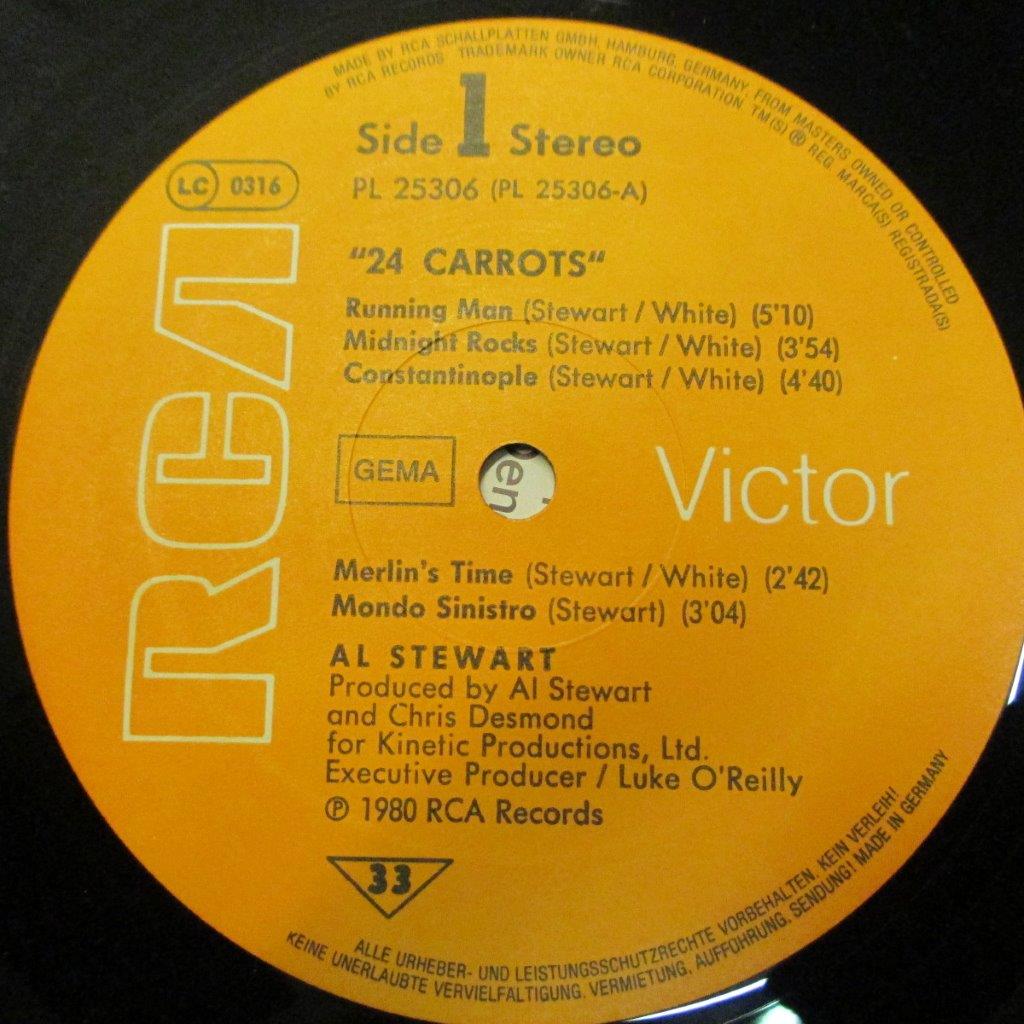 MADE BY RCA SCHALLPLATTEN GMBH, HAMBURG, GERMANY, FROM MASTERS OWNED OR CONTROLLED
BY RCA RECORDS TRADEMARK OWNER RCA CORPORATION TM(S) ® REG. MARCA(S) REGISTRADA(S)
Side 1 Stereo
LC 0316
PL 25306 (PL 25306-A)
RCA
"24 CARROTS"
Running Man (Stewart / White) (5'10)
Midnight Rocks (Stewart / White) (3'54)
Constantinople (Stewart / White) (4'40)
GEMA
en
Victor
Merlin's Time (Stewart / White) (2'42)
Mondo Sinistro (Stewart) (3'04)
AL STEWART
Produced by Al Stewart
and Chris Desmond
for Kinetic Productions, Ltd.
Executive Producer / Luke O'Reilly
℗ 1980 RCA Records
33
ALLE URHEBER- UND LEISTUNGSSCHUTZRECHTE VORBEHALTEN. KEIN VERLEIH!
KEINE UNERLAUBTE VERVIELFALTIGUNG. VERMIETUNG, AUFFÜHRUNG, SENDUNG! MADE IN GERMANY